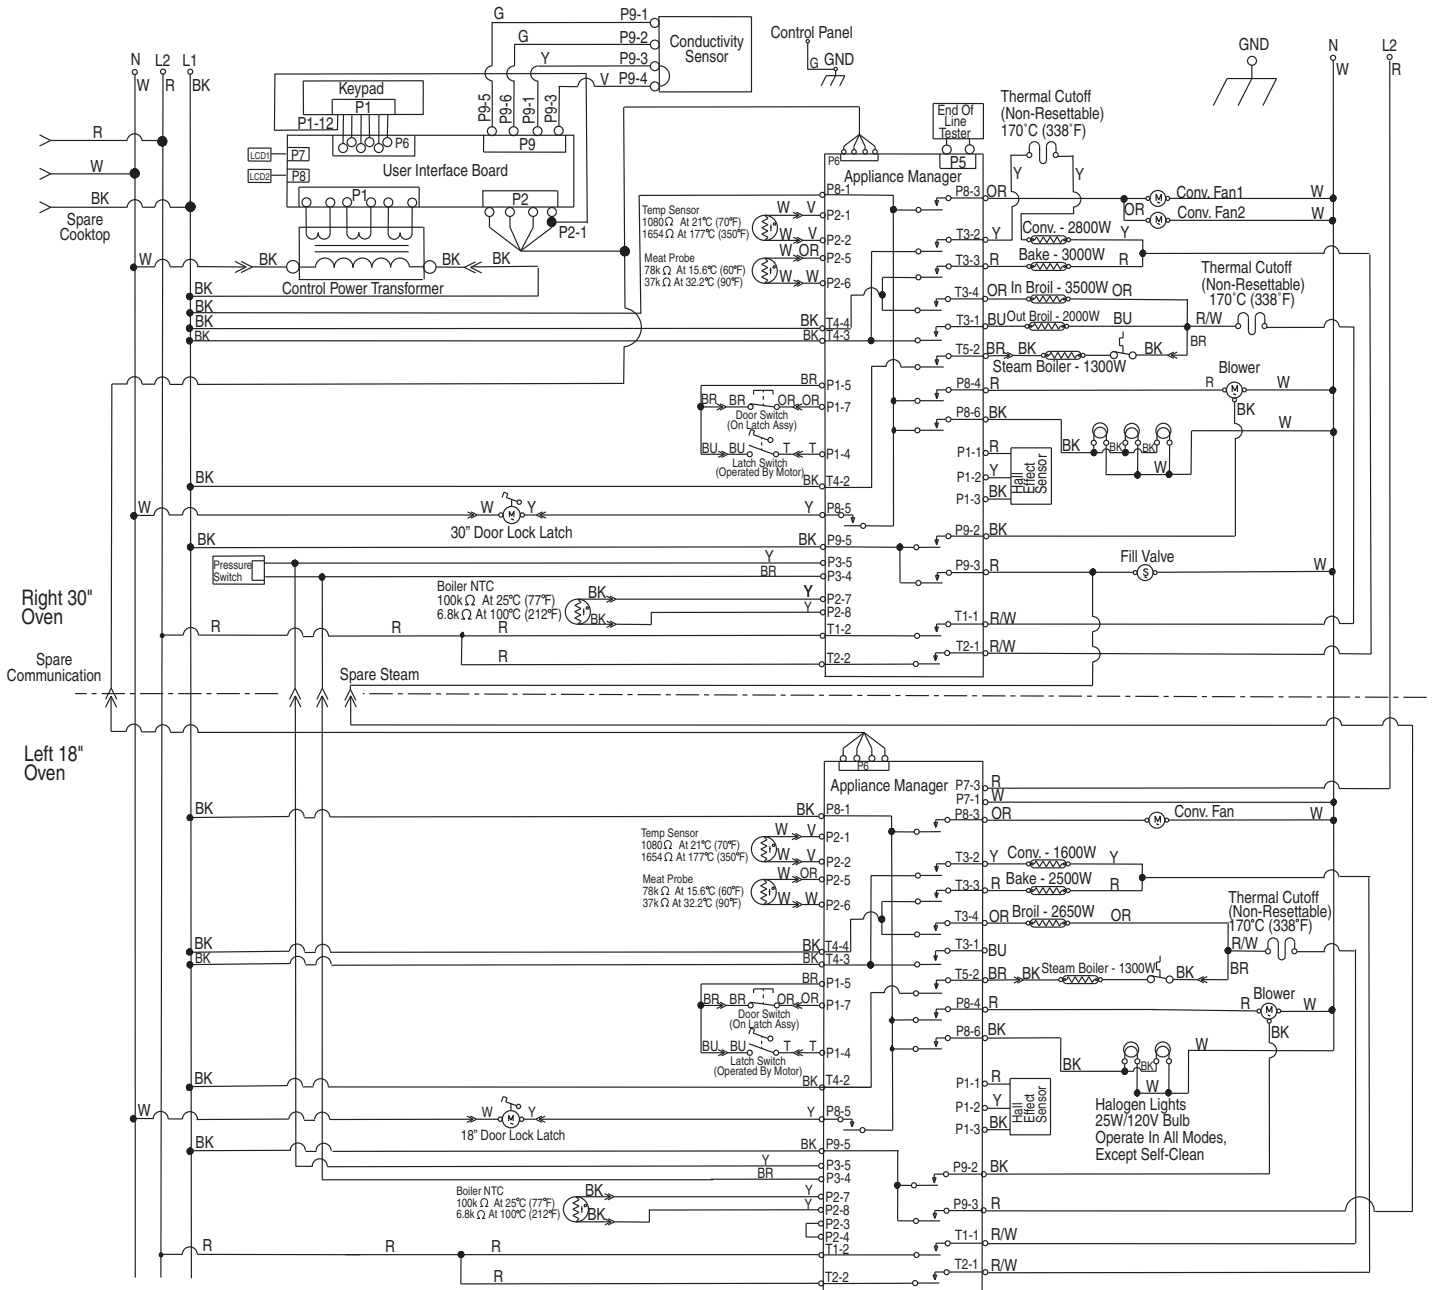 G P9-1
G P9-2
Y P9-3
V P9-4
Conductivity
Sensor
Control Panel
G GND
N L2 L1
W R BK
Keypad
P1
P1-12
P6
P9-5 P9-6 P9-1 P9-3
P9
LCD1 P7
LCD2 P8
User Interface Board
P1
P2
P2-1
R
W
BK
Spare
Cooktop
W BK BK BK
Control Power Transformer
BK
BK
BK
BK
End Of
Line
Tester
P5
P6
Appliance Manager
Thermal Cutoff
(Non-Resettable)
170˚C (338˚F)
Y Y
GND
N L2
W R
P8-1
Temp Sensor
1080Ω At 21°C (70°F)
1654Ω At 177°C (350°F)
W V P2-1
W V P2-2
Meat Probe
78kΩ At 15.6°C (60°F)
37kΩ At 32.2°C (90°F)
W OR P2-5
W W P2-6
BK T4-4
BK T4-3
BR P1-5
BR BR OR OR P1-7
Door Switch
(On Latch Assy)
BU BU T T P1-4
Latch Switch
(Operated By Motor)
BK BK T4-2
W W M Y Y P8-5
30” Door Lock Latch
BK BK P9-5
Pressure
Switch
Y P3-5
BR P3-4
Boiler NTC
100kΩ At 25°C (77°F)
6.8kΩ At 100°C (212°F)
BK Y P2-7
BK Y P2-8
R R R T1-2
R T2-2
P8-3 OR M Conv. Fan1 W
OR M Conv. Fan2 W
T3-2 Y Conv. - 2800W Y
T3-3 R Bake - 3000W R
T3-4 OR In Broil - 3500W OR
T3-1 BU Out Broil - 2000W BU R/W
Thermal Cutoff
(Non-Resettable)
170˚C (338˚F)
T5-2 BR BK BK BR
Steam Boiler - 1300W
Blower
P8-4 R R M W
BK
P8-6 BK
BK BK BK W W
P1-1 R
P1-2 Y
P1-3 BK
Hall
Effect
Sensor
P9-2 BK
Fill Valve
P9-3 R S W
T1-1 R/W
T2-1 R/W
Right 30"
Oven
Spare
Communication
Spare Steam
Left 18"
Oven
P6
Appliance Manager
P7-3 R
P7-1 W
BK BK P8-1
Temp Sensor
1080Ω At 21°C (70°F)
1654Ω At 177°C (350°F)
W V P2-1
W V P2-2
Meat Probe
78kΩ At 15.6°C (60°F)
37kΩ At 32.2°C (90°F)
W OR P2-5
W W P2-6
BK BK T4-4
BK BK T4-3
BR P1-5
BR BR OR OR P1-7
Door Switch
(On Latch Assy)
BU BU T T P1-4
Latch Switch
(Operated By Motor)
BK BK T4-2
W W M Y Y P8-5
18” Door Lock Latch
BK BK P9-5
Y P3-5
BR P3-4
Boiler NTC
100kΩ At 25°C (77°F)
6.8kΩ At 100°C (212°F)
BK Y P2-7
BK Y P2-8
P2-3
P2-4
R R R T1-2
R T2-2
P8-3 OR M Conv. Fan W
T3-2 Y Conv. - 1600W Y
T3-3 R Bake - 2500W R
T3-4 OR Broil - 2650W OR
Thermal Cutoff
(Non-Resettable)
170˚C (338˚F)
R/W
T3-1 BU
T5-2 BR BK Steam Boiler - 1300W BK BR
Blower
P8-4 R R M W
BK
P8-6 BK
BK BK W W
Halogen Lights
25W/120V Bulb
Operate In All Modes,
Except Self-Clean
P1-1 R
P1-2 Y
P1-3 BK
Hall
Effect
Sensor
P9-2 BK
P9-3 R
T1-1 R/W
T2-1 R/W